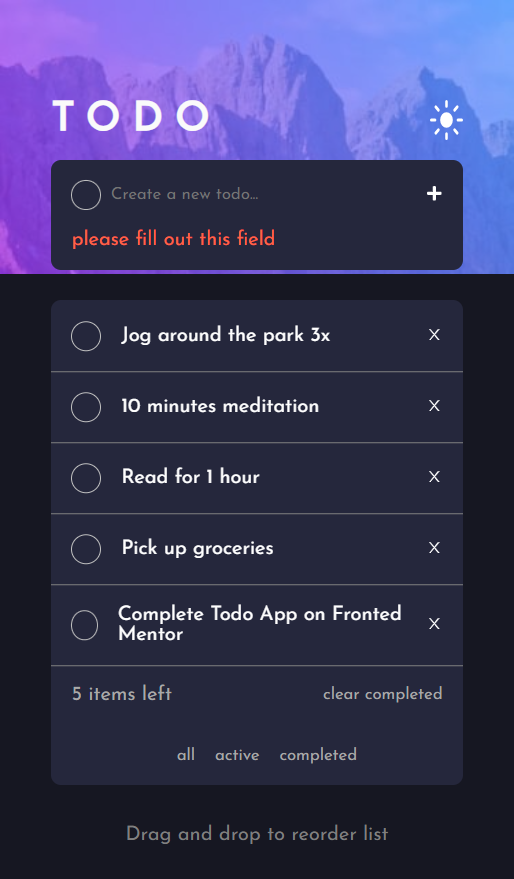 TODO
Create a new todo...
please fill out this field
Jog around the park 3x
X
10 minutes meditation
X
Read for 1 hour
X
Pick up groceries
X
Complete Todo App on Fronted
Mentor
X
5 items left clear completed
all active completed
Drag and drop to reorder list